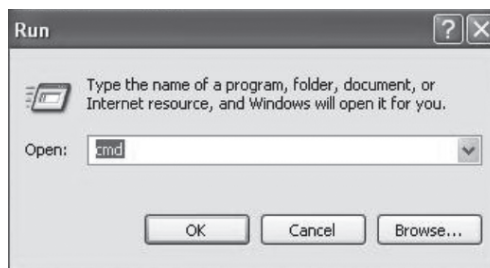 Run
Type the name of a program, folder, document, or
Internet resource, and Windows will open it for you.
Open: cmd
OK Cancel Browse...